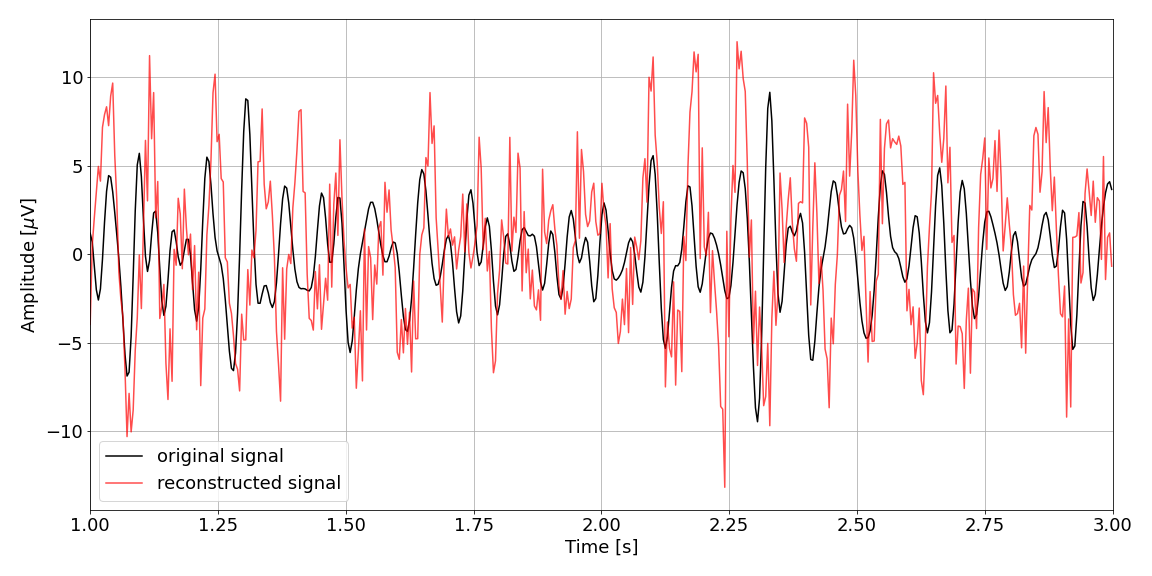 Amplitude [μV]
10
5
0
−5
−10
original signal
reconstructed signal
1.00 1.25 1.50 1.75 2.00 2.25 2.50 2.75 3.00
Time [s]